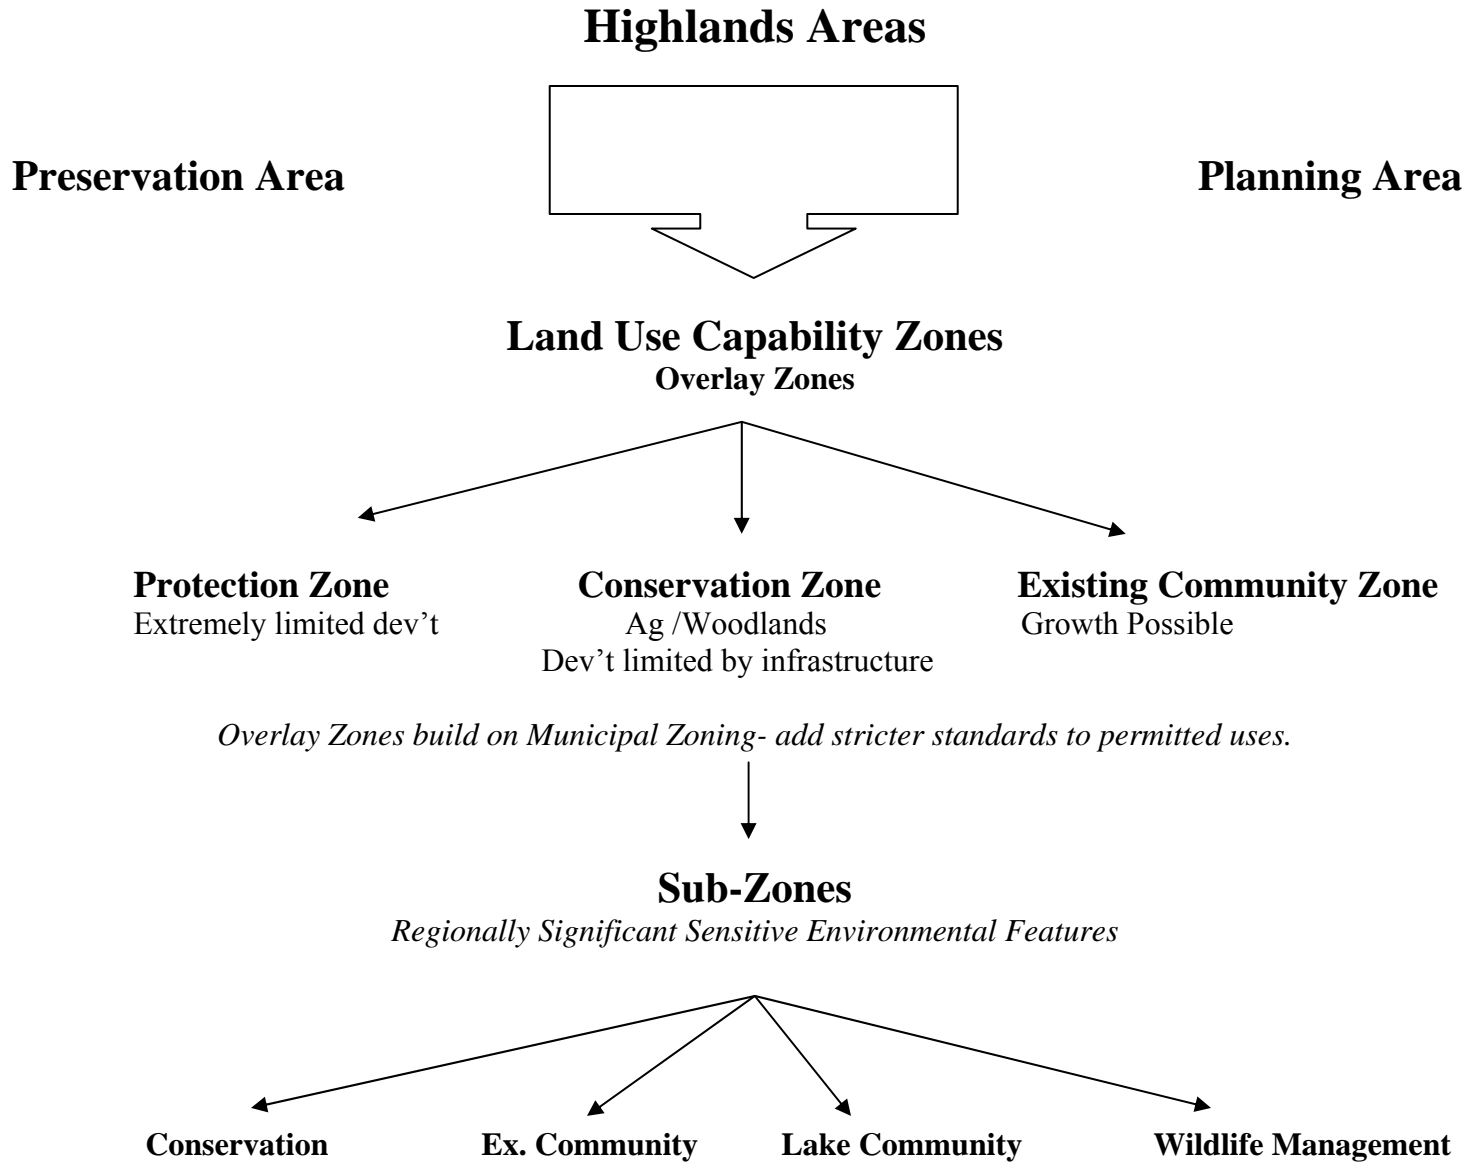 Highlands Areas
Preservation Area
Planning Area
Land Use Capability Zones
Overlay Zones
Protection Zone
Extremely limited dev’t
Conservation Zone
Ag /Woodlands
Dev’t limited by infrastructure
Existing Community Zone
Growth Possible
Overlay Zones build on Municipal Zoning- add stricter standards to permitted uses.
Sub-Zones
Regionally Significant Sensitive Environmental Features
Conservation
Ex. Community
Lake Community
Wildlife Management